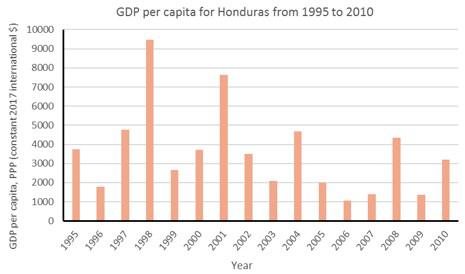 GDP per capita for Honduras from 1995 to 2010
GDP per capita, PPP (constant 2017 international $)
10000
9000
8000
7000
6000
5000
4000
3000
2000
1000
0
1995 1996 1997 1998 1999 2000 2001 2002 2003 2004 2005 2006 2007 2008 2009 2010
Year